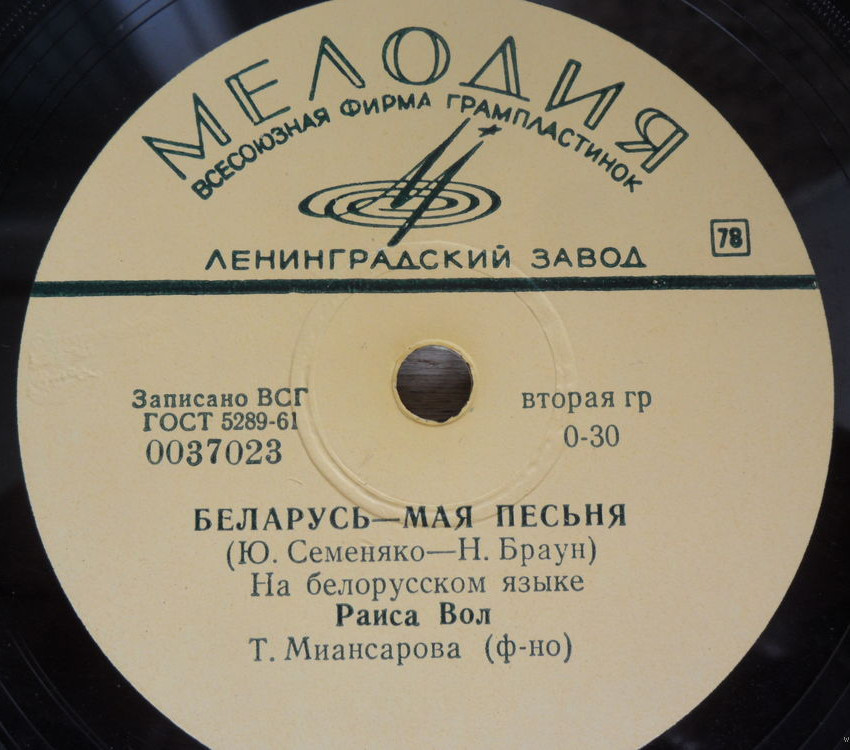 МЕЛОДИЯ
ВСЕСОЮЗНАЯ ФИРМА ГРАМПЛАСТИНОК
ЛЕНИНГРАДСКИЙ ЗАВОД
78
Записано ВСГ
ГОСТ 5289-61
0037023
вторая гр
0-30
БЕЛАРУСЬ—МАЯ ПЕСЬНЯ
(Ю. Семеняко—Н. Браун)
На белорусском языке
Раиса Вол
Т. Миансарова (ф-но)